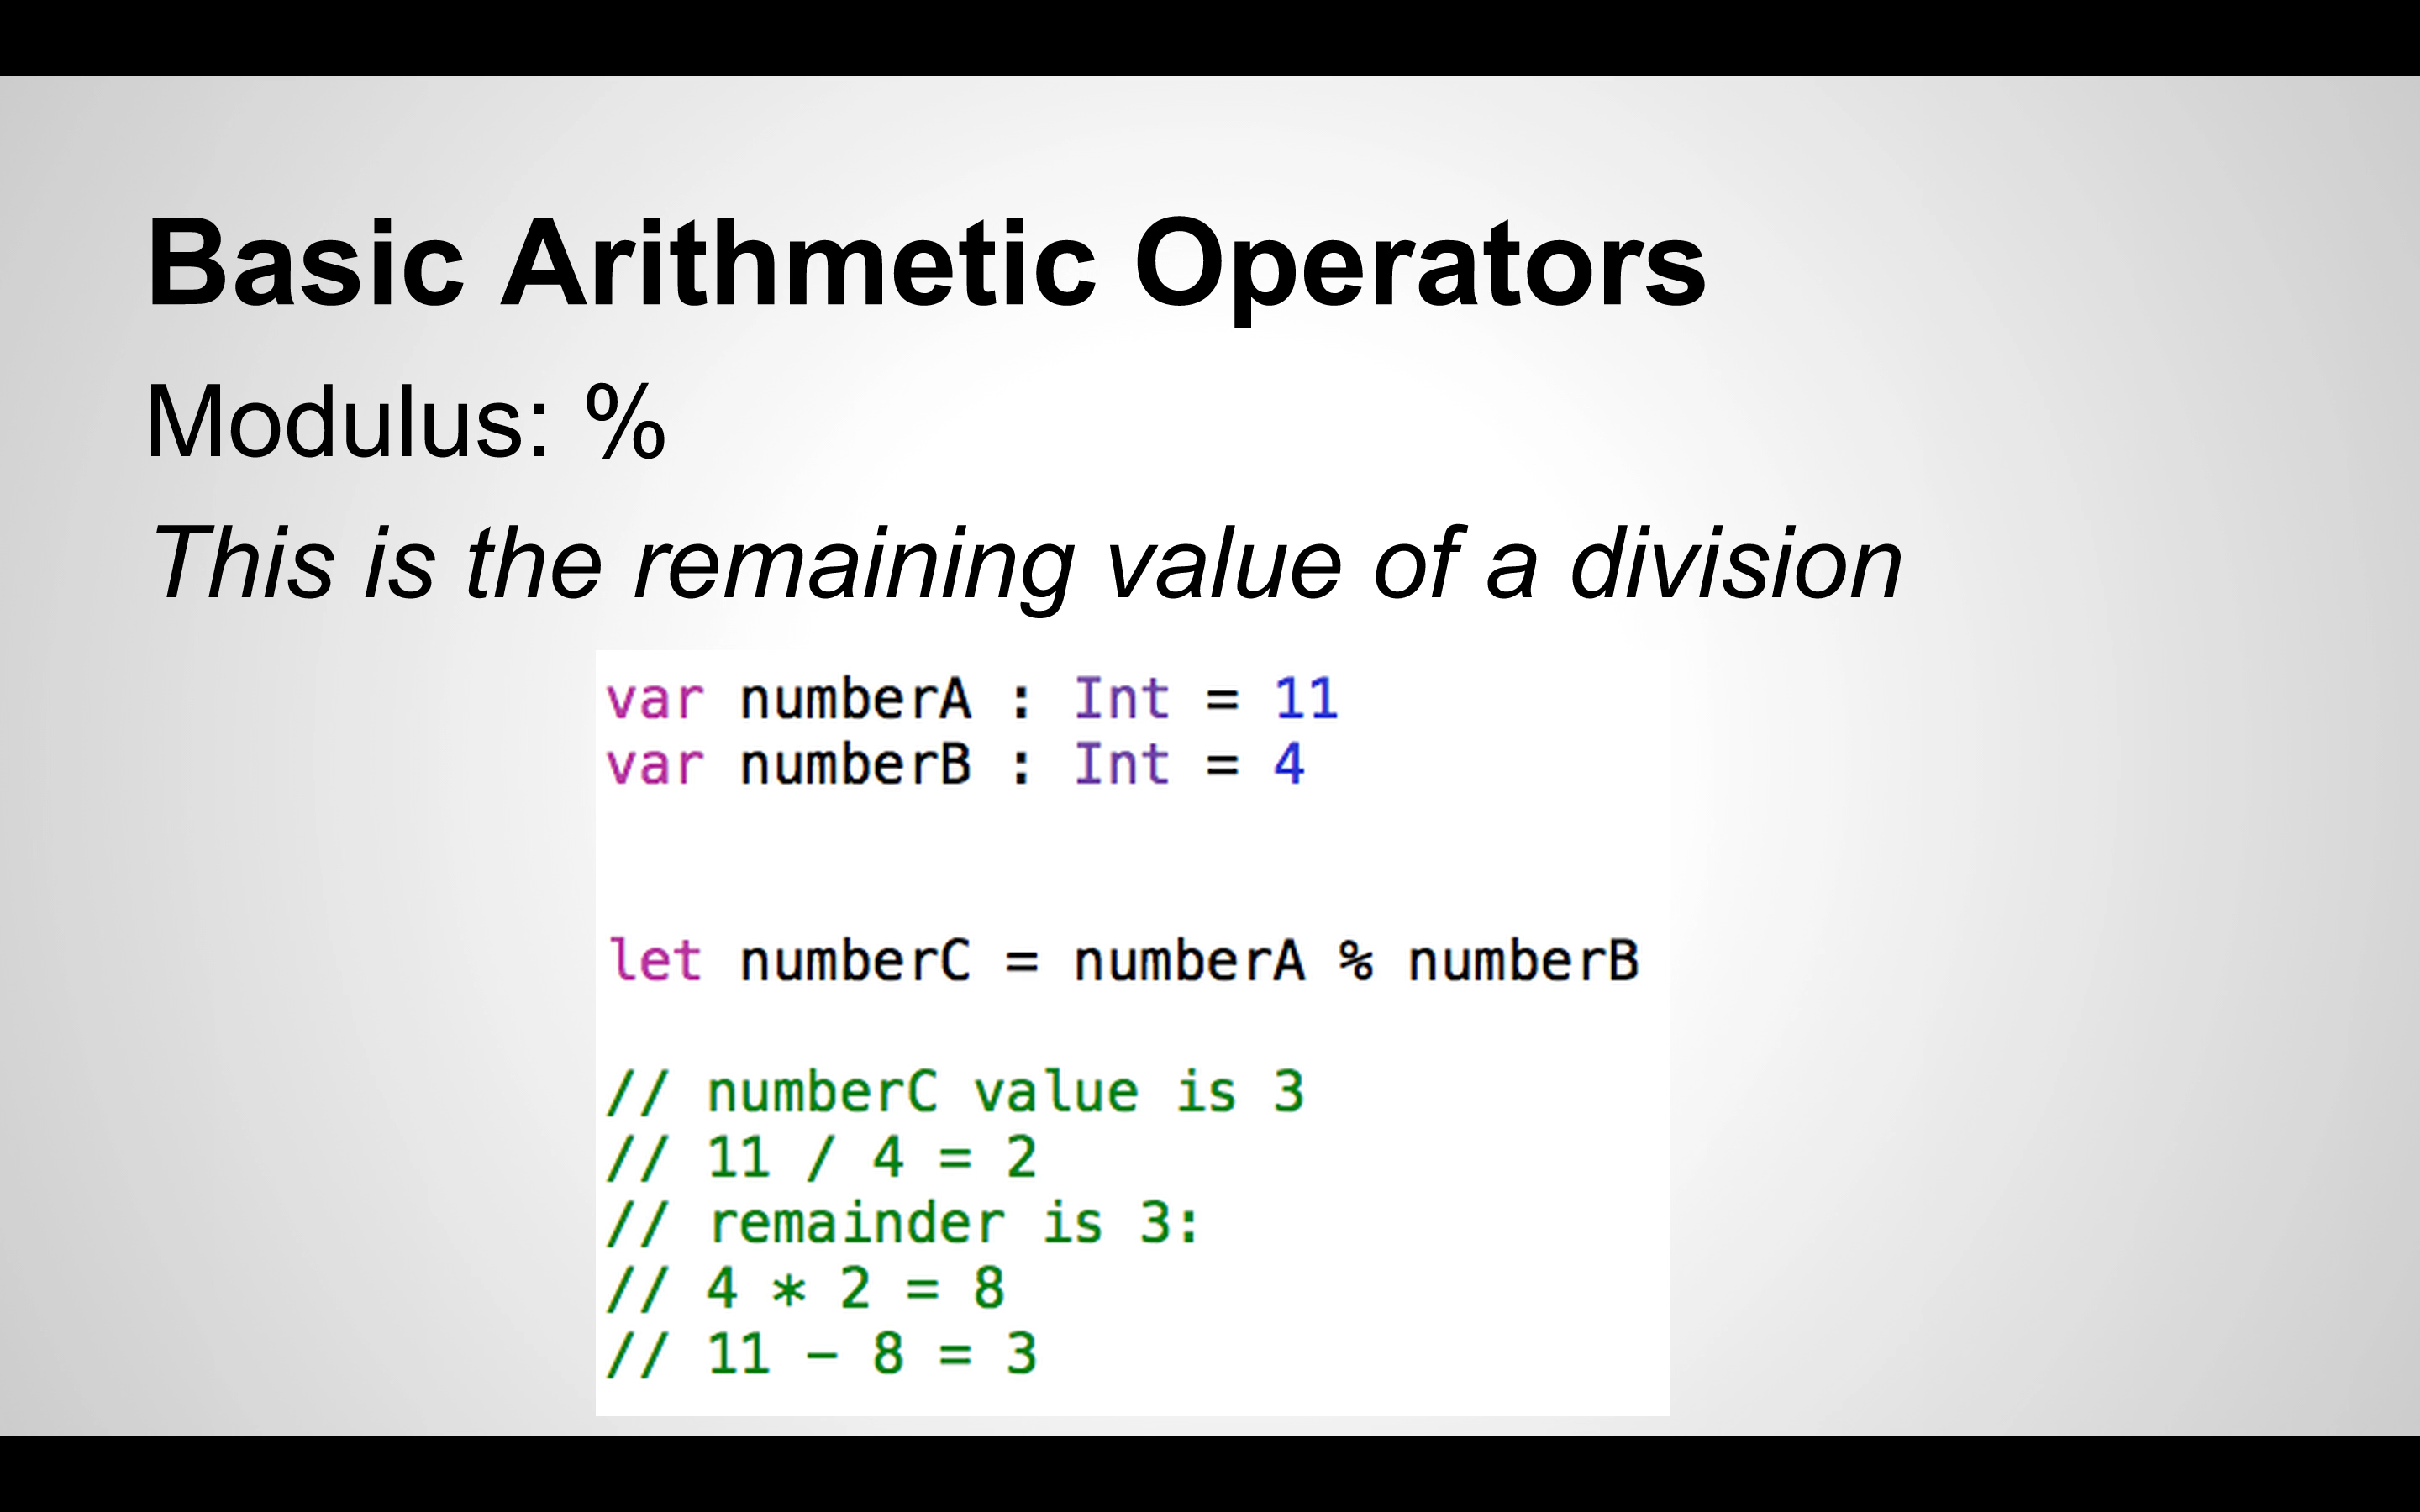 Basic Arithmetic Operators
Modulus: %
This is the remaining value of a division
var numberA : Int = 11
var numberB : Int = 4
let numberC = numberA % numberB
// numberC value is 3
// 11 / 4 = 2
// remainder is 3:
// 4 * 2 = 8
// 11 - 8 = 3